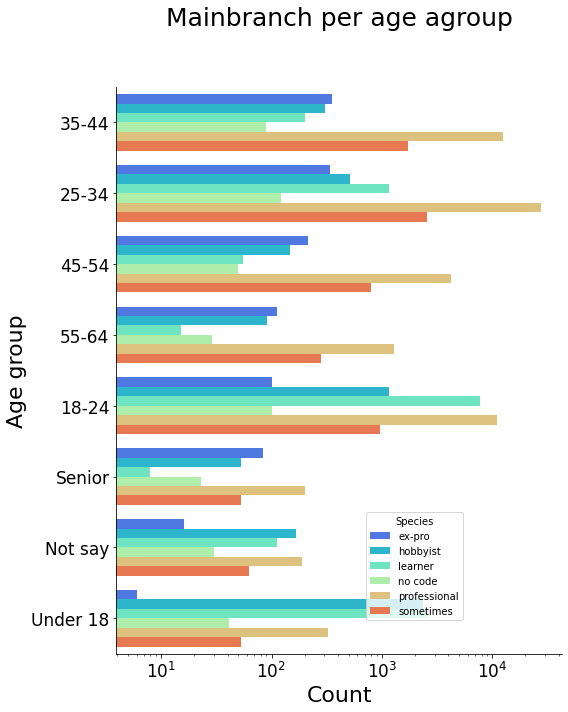 Mainbranch per age agroup
35-44
25-34
45-54
55-64
18-24
Senior
Not say
Under 18
Age group
Species
ex-pro
hobbyist
learner
no code
professional
sometimes
10¹ 10² 10³ 10⁴
Count